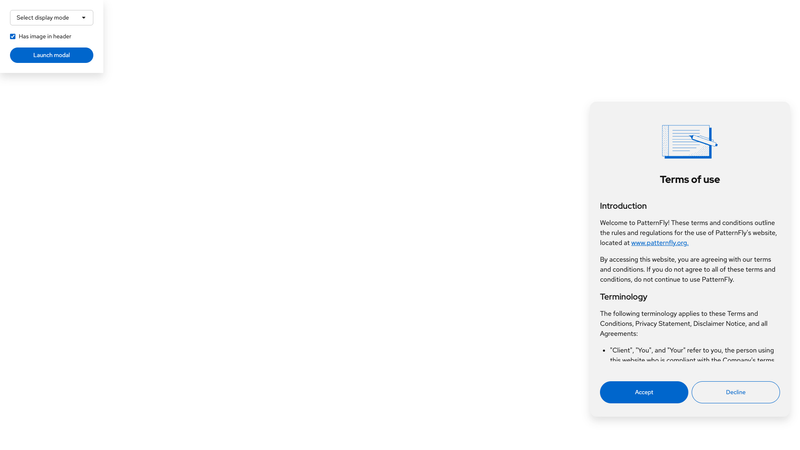 Select display mode
Has image in header
Launch modal
Terms of use
Introduction
Welcome to PatternFly! These terms and conditions outline
the rules and regulations for the use of PatternFly's website,
located at www.patternfly.org.
By accessing this website, you are agreeing with our terms
and conditions. If you do not agree to all of these terms and
conditions, do not continue to use PatternFly.
Terminology
The following terminology applies to these Terms and
Conditions, Privacy Statement, Disclaimer Notice, and all
Agreements:
• "Client", "You", and "Your" refer to you, the person using
this website who is compliant with the Company's terms
Accept
Decline